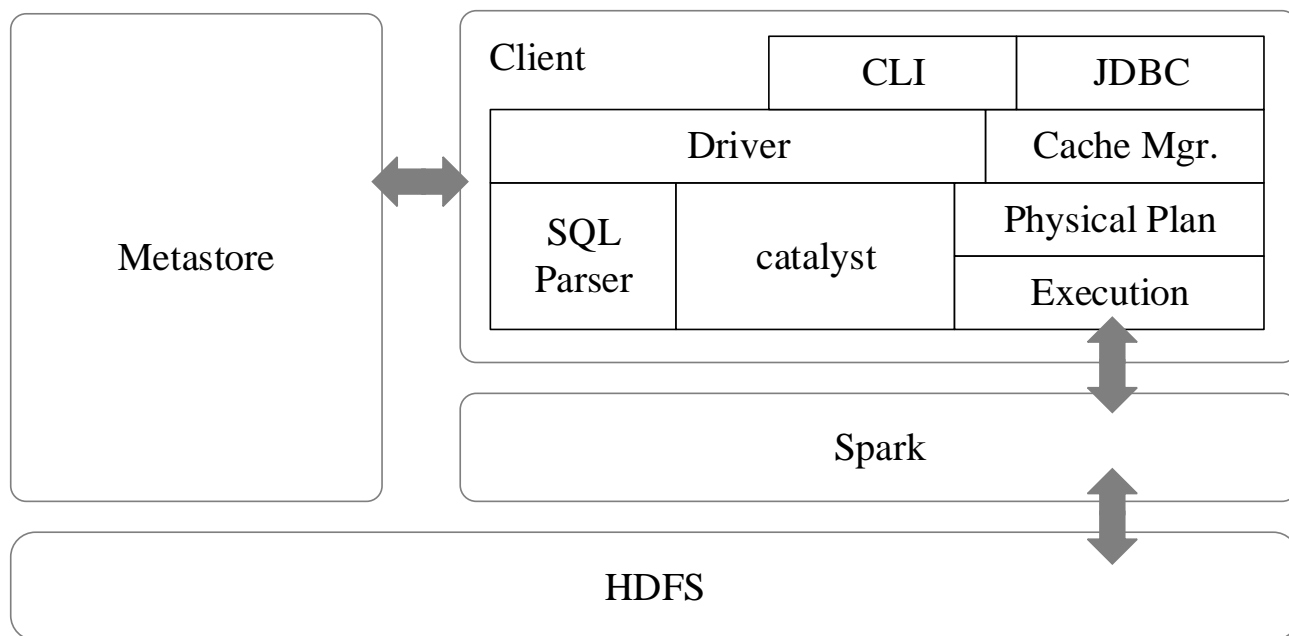 Client
CLI
JDBC
Driver
Cache Mgr.
Metastore
SQL
Parser
catalyst
Physical Plan
Execution
Spark
HDFS